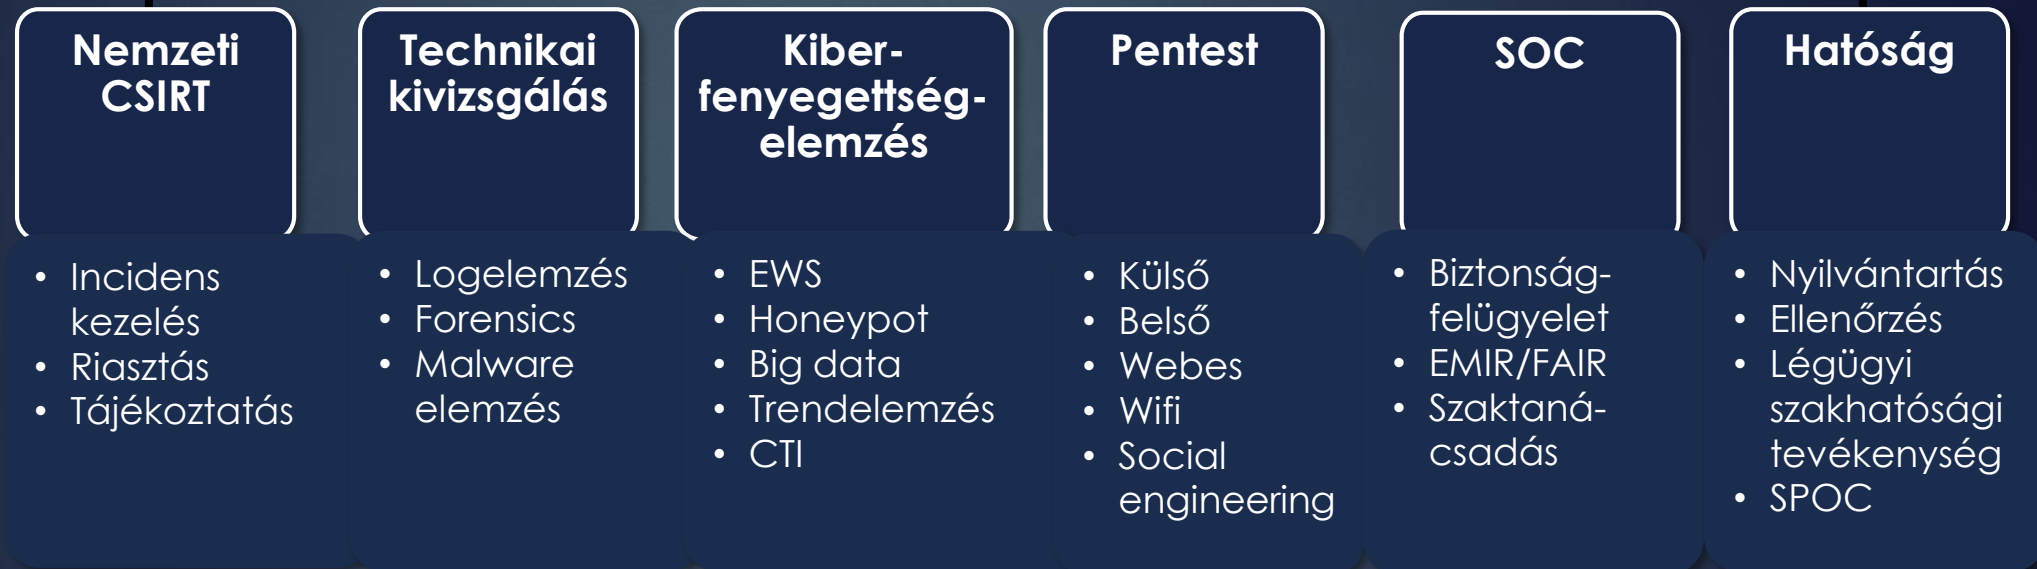 Nemzeti
CSIRT
• Incidens
kezelés
• Riasztás
• Tájékoztatás
Technikai
kivizsgálás
• Logelemzés
• Forensics
• Malware
elemzés
Kiber-
fenyegettség-
elemzés
• EWS
• Honeypot
• Big data
• Trendelemzés
• CTI
Pentest
• Külső
• Belső
• Webes
• Wifi
• Social
engineering
SOC
• Biztonság-
felügyelet
• EMIR/FAIR
• Szaktaná-
csadás
Hatóság
• Nyilvántartás
• Ellenőrzés
• Légügyi
szakhatósági
tevékenység
• SPOC